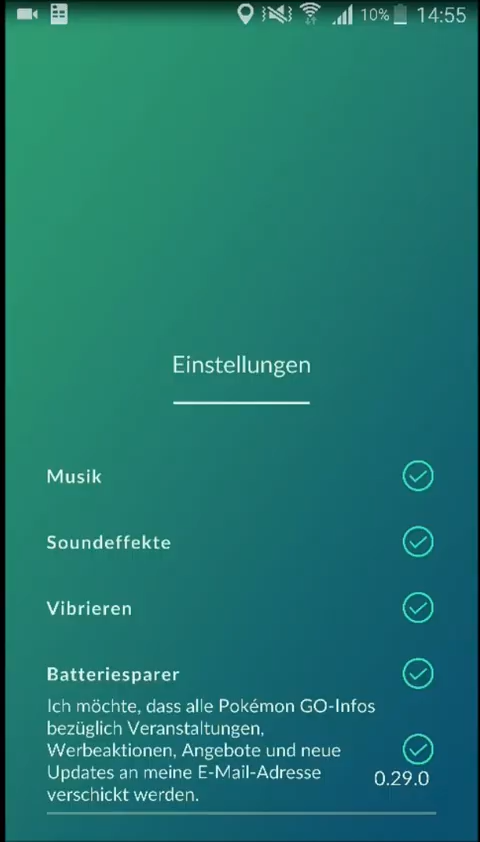 10% 14:55
Einstellungen
Musik
Soundeffekte
Vibrieren
Batteriesparer
Ich möchte, dass alle Pokémon GO-Infos
bezüglich Veranstaltungen,
Werbeaktionen, Angebote und neue
Updates an meine E-Mail-Adresse
verschickt werden.
0.29.0